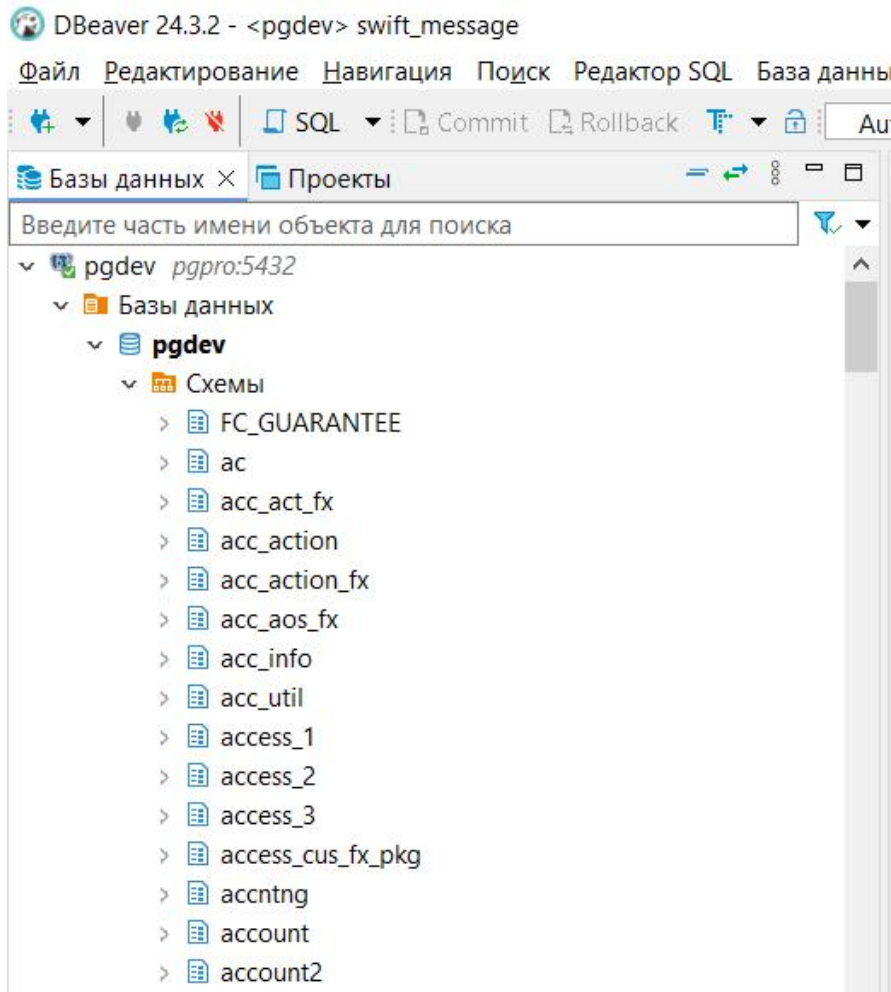 DBeaver 24.3.2 - <pgdev> swift_message
Файл Редактирование Навигация Поиск Редактор SQL База данны
SQL Commit Rollback Au
Базы данных Проекты
Введите часть имени объекта для поиска
pgdev pgpro:5432
Базы данных
pgdev
Схемы
FC_GUARANTEE
ac
acc_act_fx
acc_action
acc_action_fx
acc_aos_fx
acc_info
acc_util
access_1
access_2
access_3
access_cus_fx_pkg
accntng
account
account2